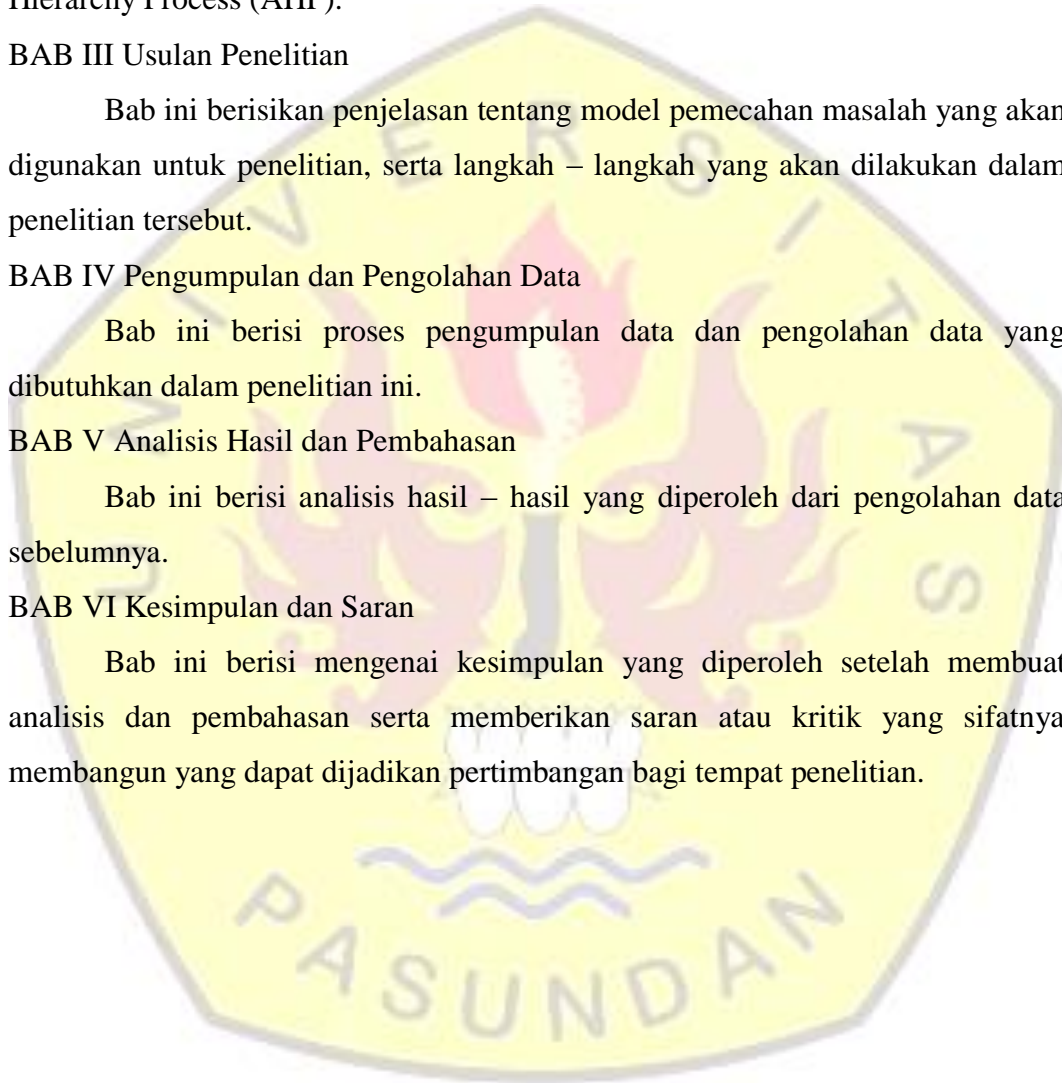 Hierarchy Process (AHP).
BAB III Usulan Penelitian
Bab ini berisikan penjelasan tentang model pemecahan masalah yang akan
digunakan untuk penelitian, serta langkah – langkah yang akan dilakukan dalam
penelitian tersebut.
BAB IV Pengumpulan dan Pengolahan Data
Bab ini berisi proses pengumpulan data dan pengolahan data yang
dibutuhkan dalam penelitian ini.
BAB V Analisis Hasil dan Pembahasan
Bab ini berisi analisis hasil – hasil yang diperoleh dari pengolahan data
sebelumnya.
BAB VI Kesimpulan dan Saran
Bab ini berisi mengenai kesimpulan yang diperoleh setelah membuat
analisis dan pembahasan serta memberikan saran atau kritik yang sifatnya
membangun yang dapat dijadikan pertimbangan bagi tempat penelitian.
UNIVERSITAS
PASUNDAN